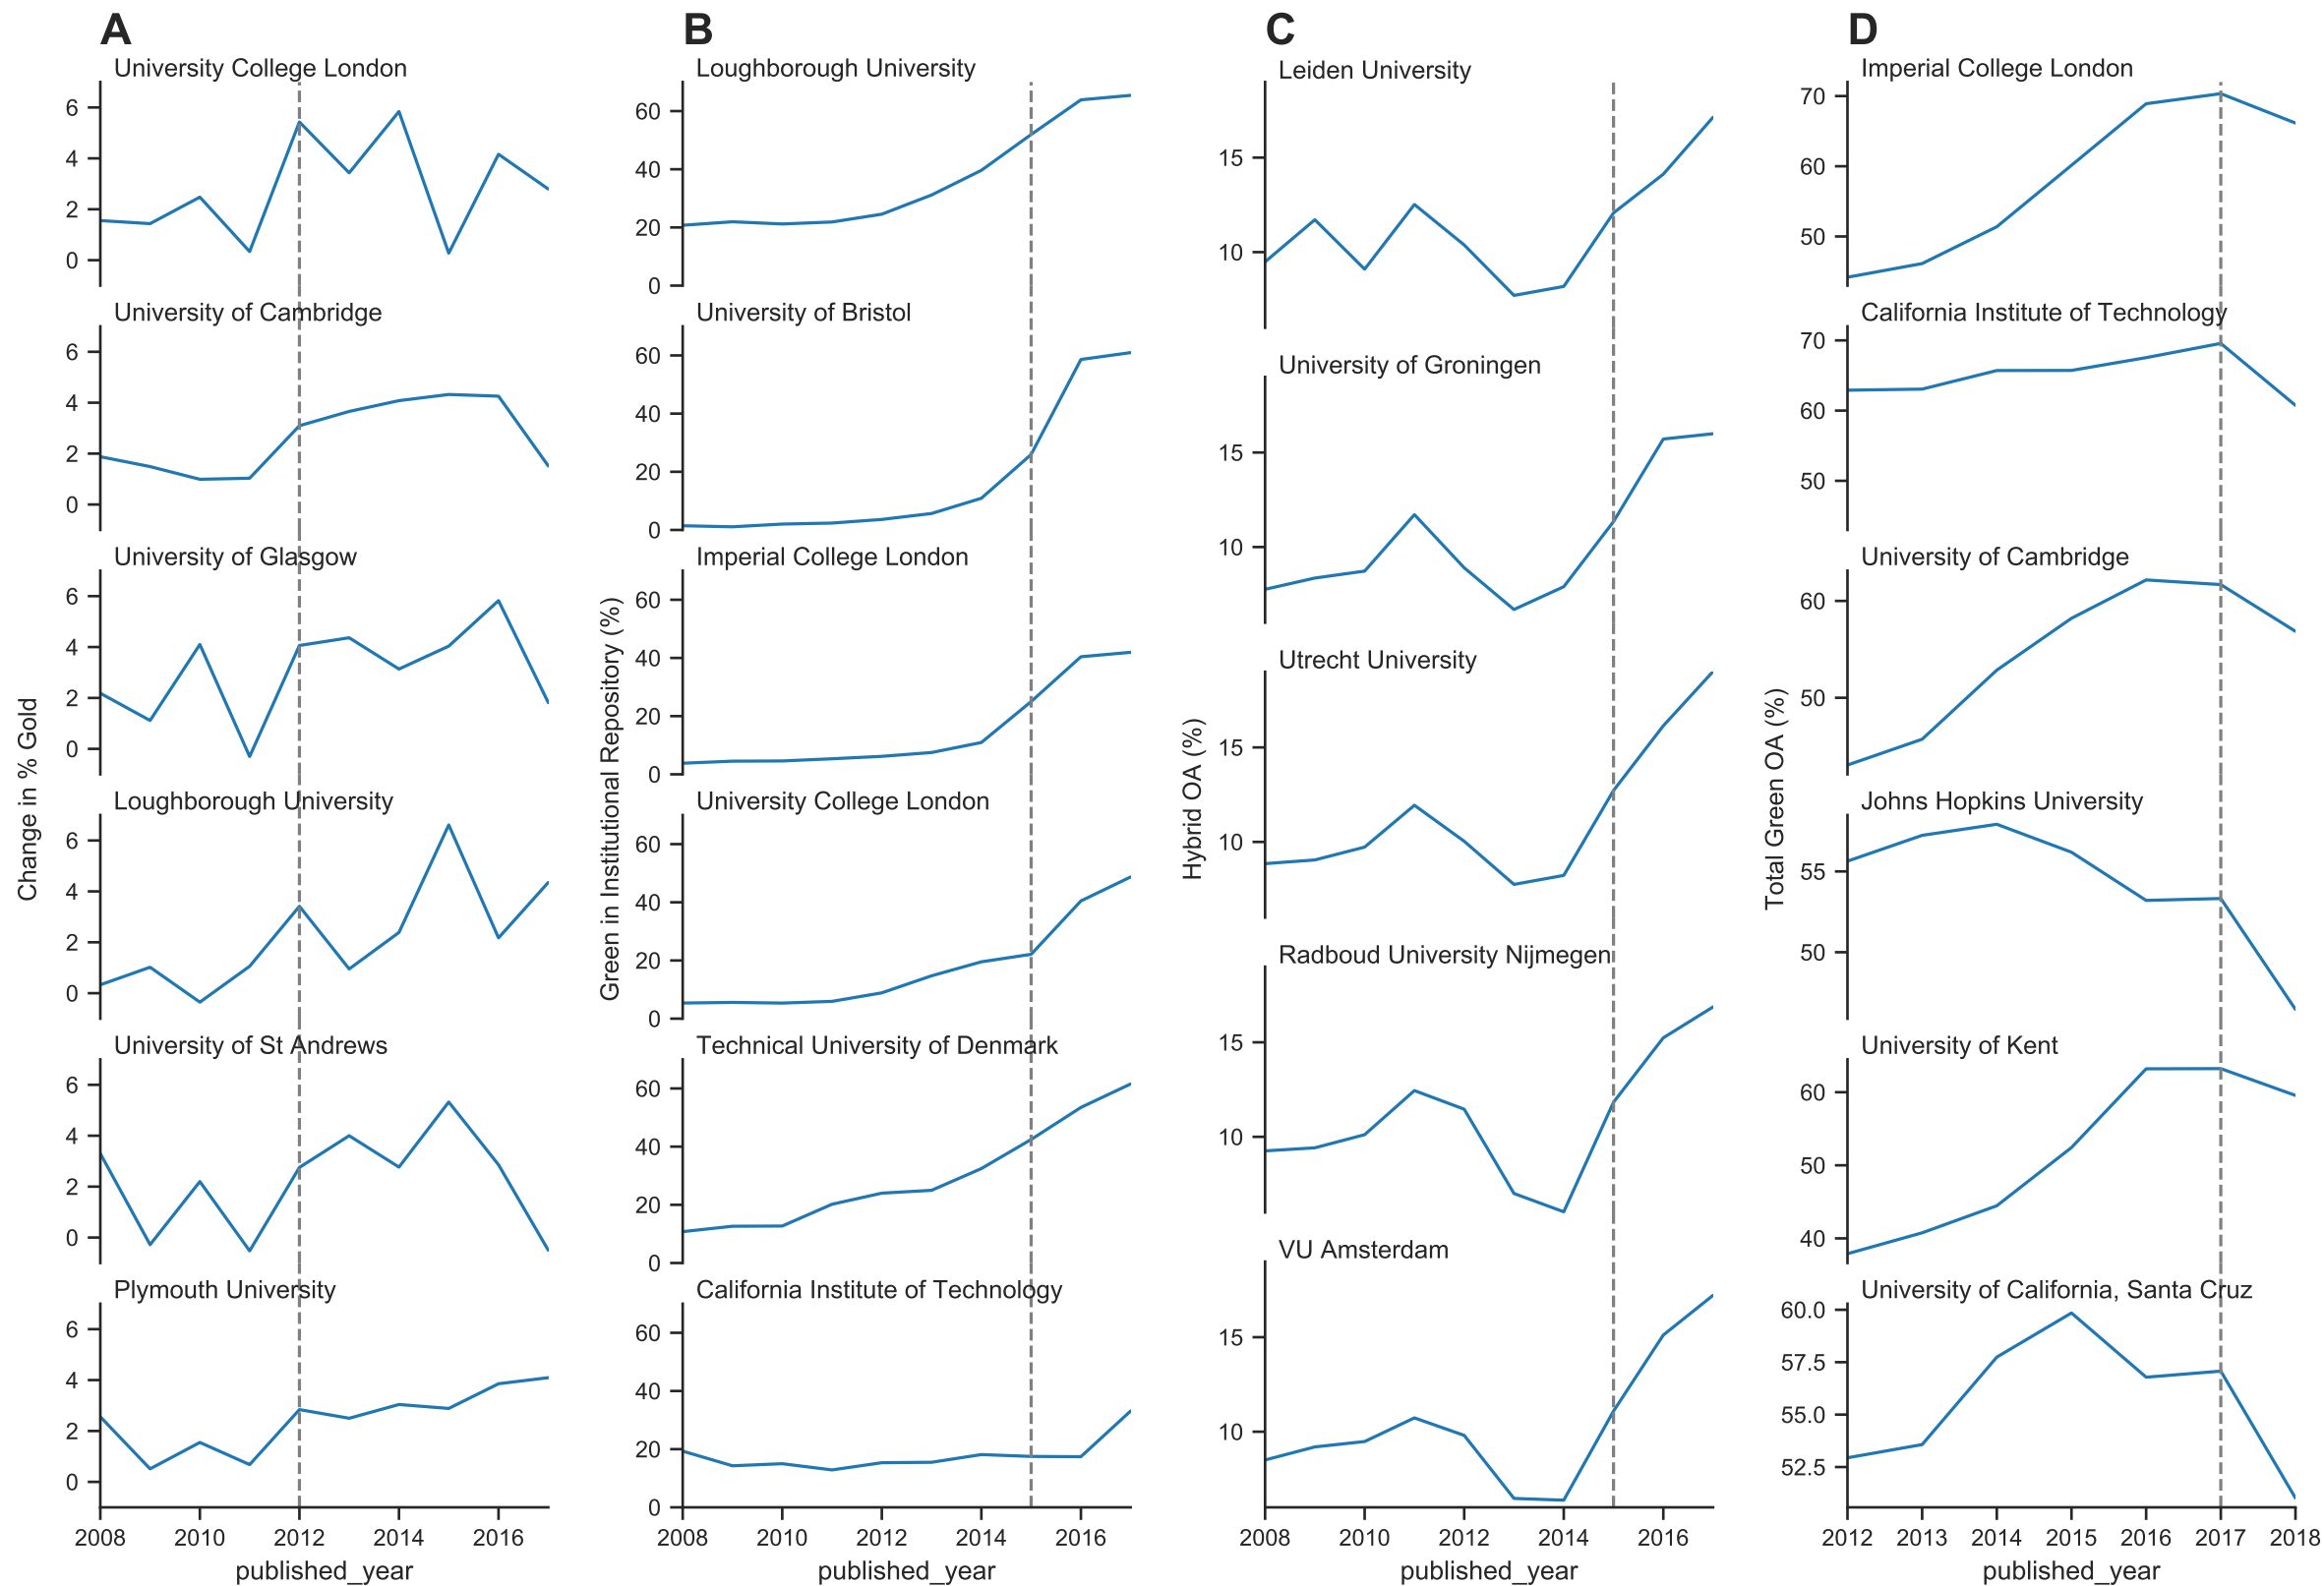 A
University College London
6
4
2
0
University of Cambridge
6
4
2
0
University of Glasgow
6
4
2
0
Loughborough University
6
4
2
0
University of St Andrews
6
4
2
0
Plymouth University
6
4
2
0
Change in % Gold
2008 2010 2012 2014 2016
published_year
B
Loughborough University
60
40
20
0
University of Bristol
60
40
20
0
Imperial College London
60
40
20
0
University College London
60
40
20
0
Technical University of Denmark
60
40
20
0
California Institute of Technology
60
40
20
0
Green in Institutional Repository (%)
2008 2010 2012 2014 2016
published_year
C
Leiden University
15
10
University of Groningen
15
10
Utrecht University
15
10
Radboud University Nijmegen
15
10
VU Amsterdam
15
10
Hybrid OA (%)
2008 2010 2012 2014 2016
published_year
D
Imperial College London
70
60
50
California Institute of Technology
70
60
50
University of Cambridge
60
50
Johns Hopkins University
55
50
University of Kent
60
50
40
University of California, Santa Cruz
60.0
57.5
55.0
52.5
Total Green OA (%)
2012 2013 2014 2015 2016 2017 2018
published_year